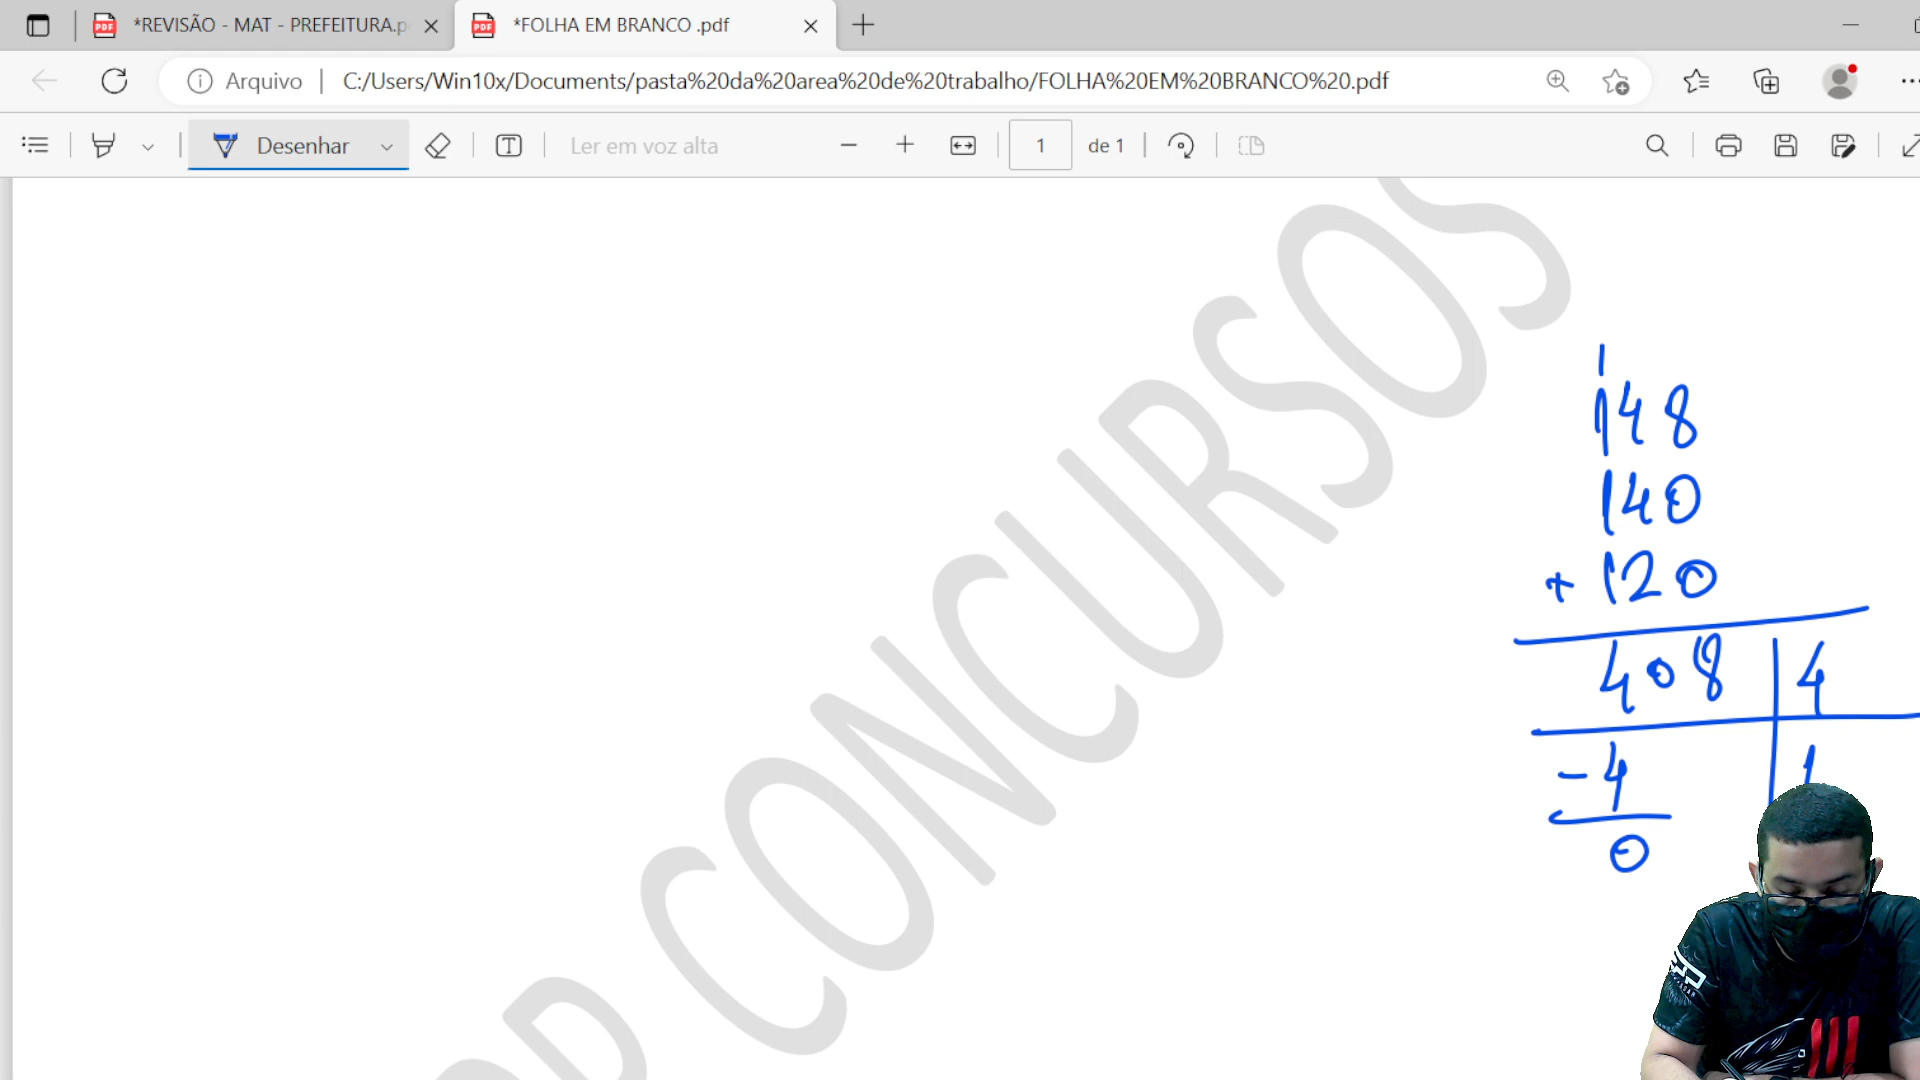 *REVISÃO - MAT - PREFEITURA.p
*FOLHA EM BRANCO .pdf
Arquivo
C:/Users/Win10x/Documents/pasta%20da%20area%20de%20trabalho/FOLHA%20EM%20BRANCO%20.pdf
Desenhar
Ler em voz alta
1
de 1
CONCURSOS
1
148
140
+ 120
408 4
- 4 1
0